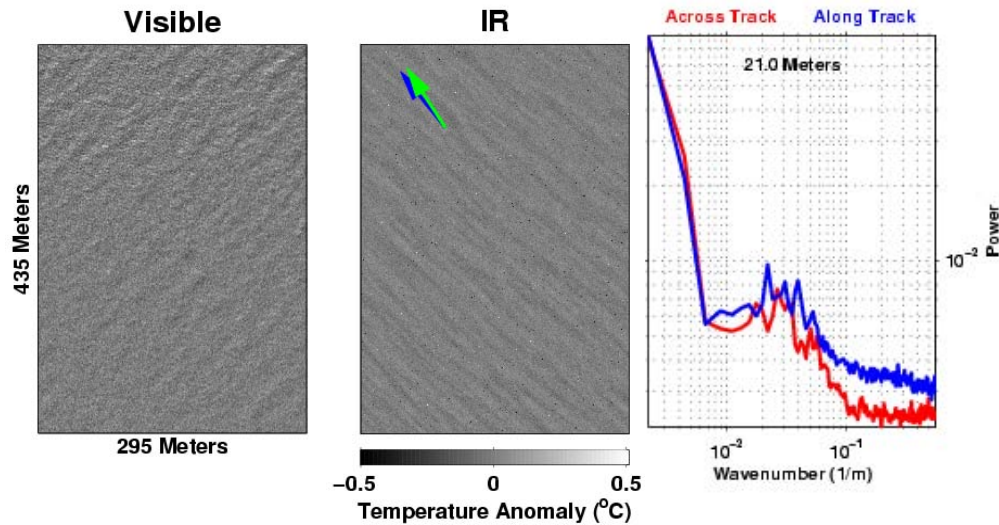 Visible
IR
Across Track
Along Track
21.0 Meters
435 Meters
295 Meters
−0.5
0
0.5
Temperature Anomaly (°C)
10⁻²
Power
10⁻²
10⁻¹
Wavenumber (1/m)